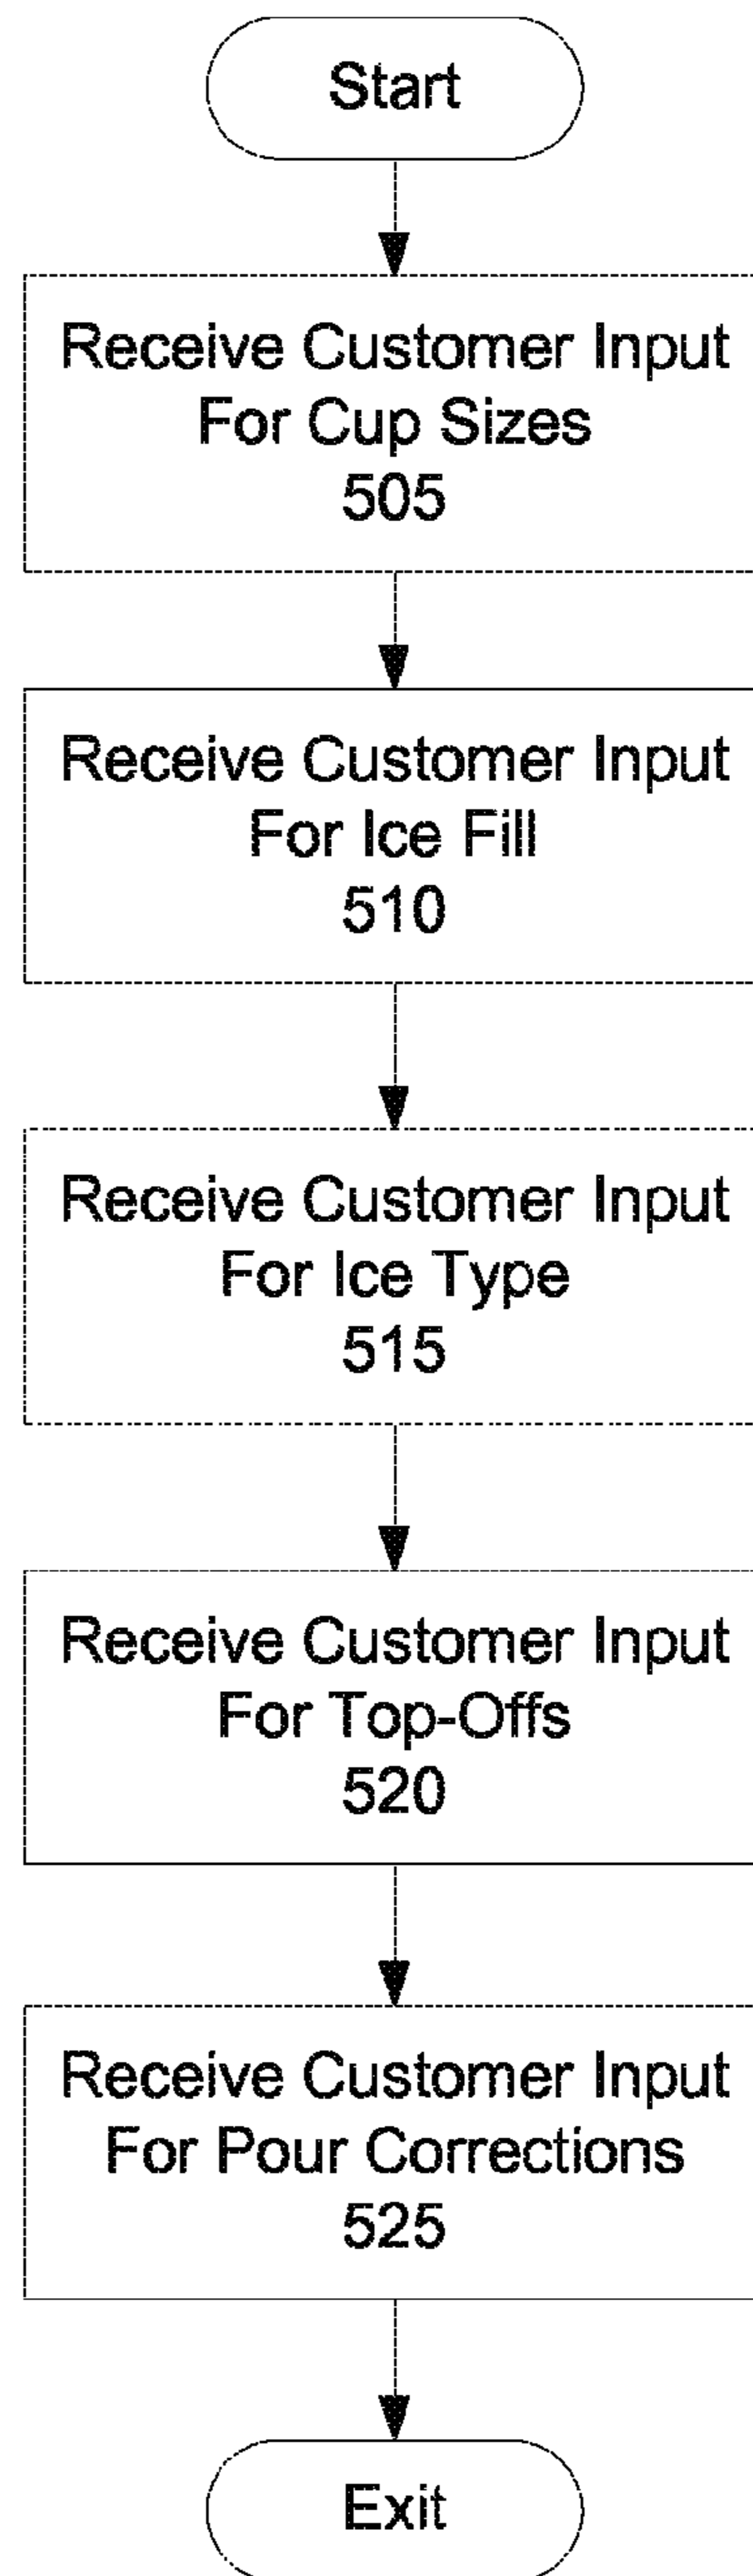 Start
Receive Customer Input
For Cup Sizes
505
Receive Customer Input
For Ice Fill
510
Receive Customer Input
For Ice Type
515
Receive Customer Input
For Top-Offs
520
Receive Customer Input
For Pour Corrections
525
Exit